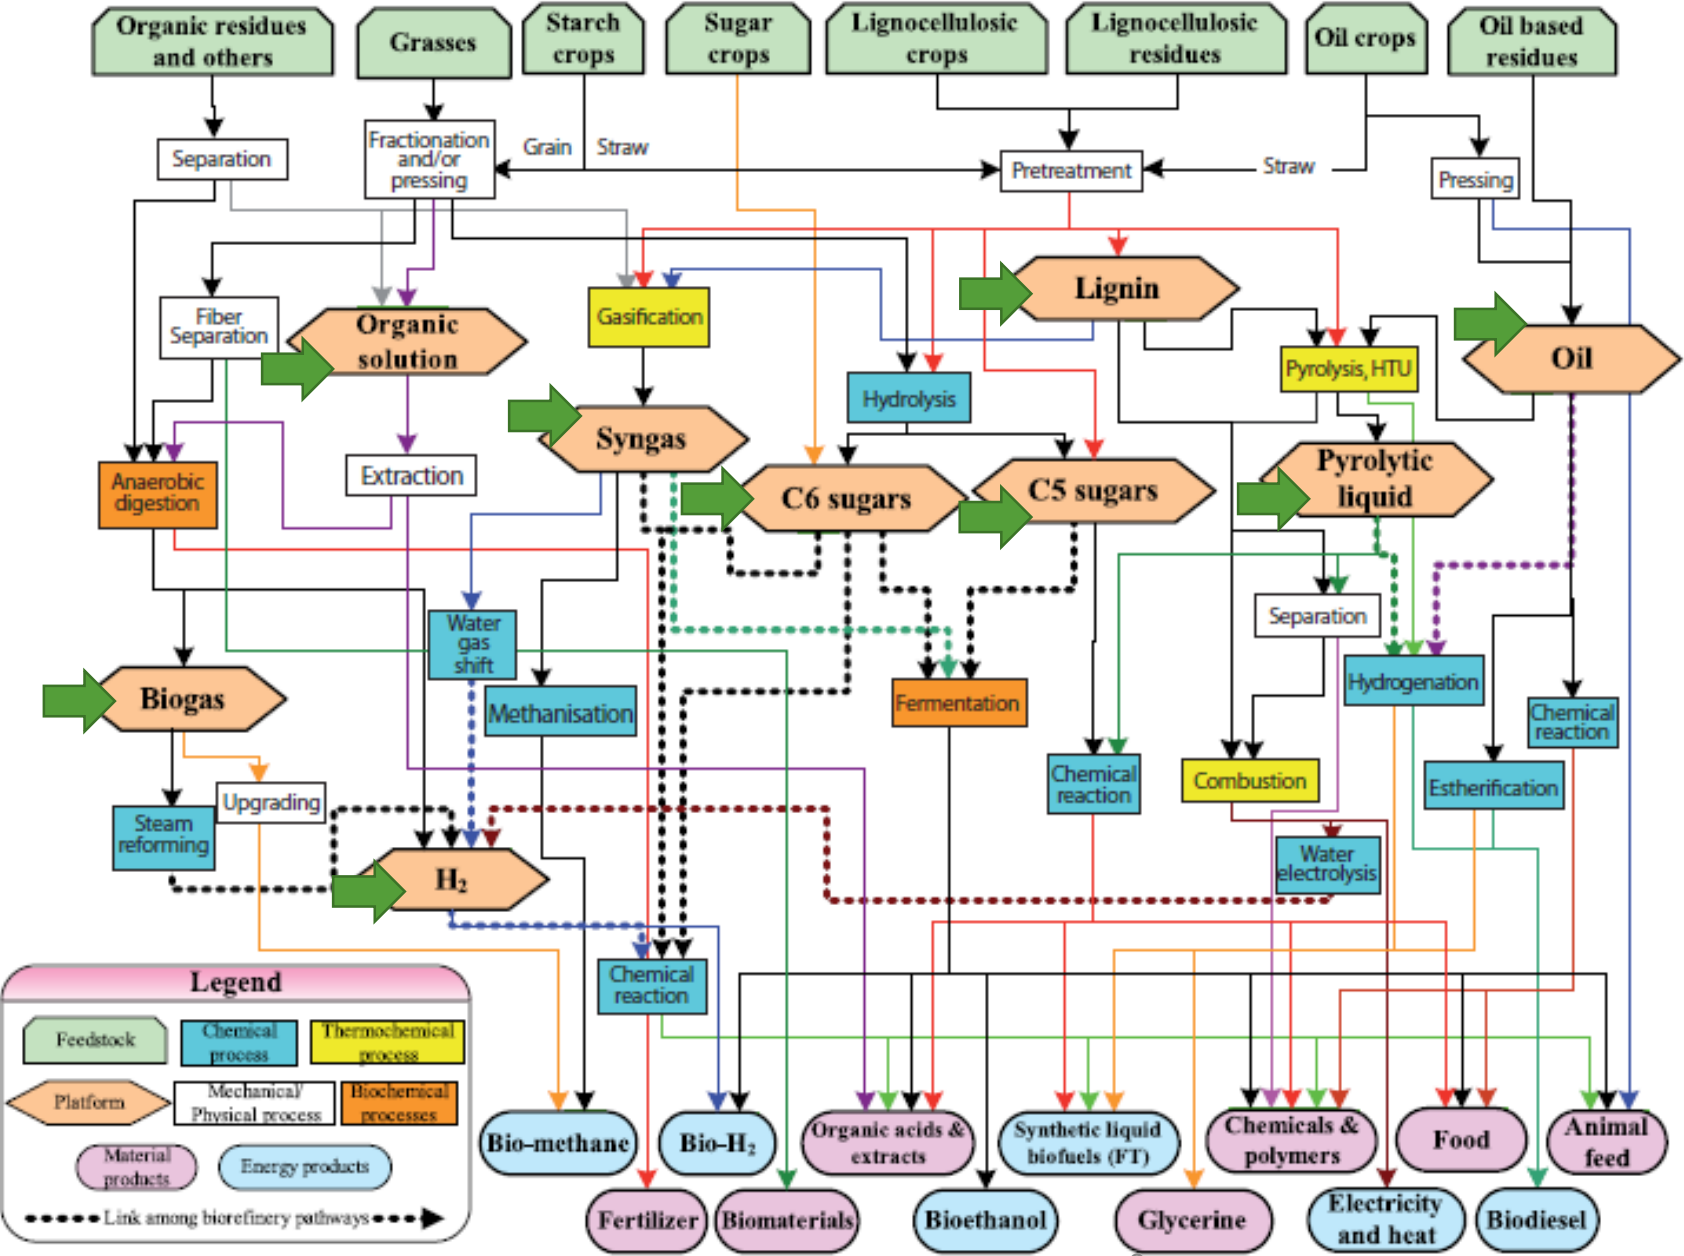 Organic residues
and others
Grasses
Starch
crops
Sugar
crops
Lignocellulosic
crops
Lignocellulosic
residues
Oil crops
Oil based
residues
Separation
Fractionation
and/or
pressing
Grain
Straw
Pretreatment
Straw
Pressing
Fiber
Separation
Organic
solution
Gasification
Lignin
Pyrolysis, HTU
Oil
Hydrolysis
Syngas
Anaerobic
digestion
Extraction
C6 sugars
C5 sugars
Pyrolytic
liquid
Water
gas
shift
Separation
Biogas
Methanisation
Fermentation
Hydrogenation
Chemical
reaction
Upgrading
Steam
reforming
Chemical
reaction
Combustion
Estherification
Water
electrolysis
H₂
Chemical
reaction
Legend
Feedstock
Chemical
process
Thermochemical
process
Platform
Mechanical/
Physical process
Biochemical
processes
Material
products
Energy products
Link among biorefinery pathways
Bio-methane
Bio-H₂
Organic acids &
extracts
Synthetic liquid
biofuels (FT)
Chemicals &
polymers
Food
Animal
feed
Fertilizer
Biomaterials
Bioethanol
Glycerine
Electricity
and heat
Biodiesel